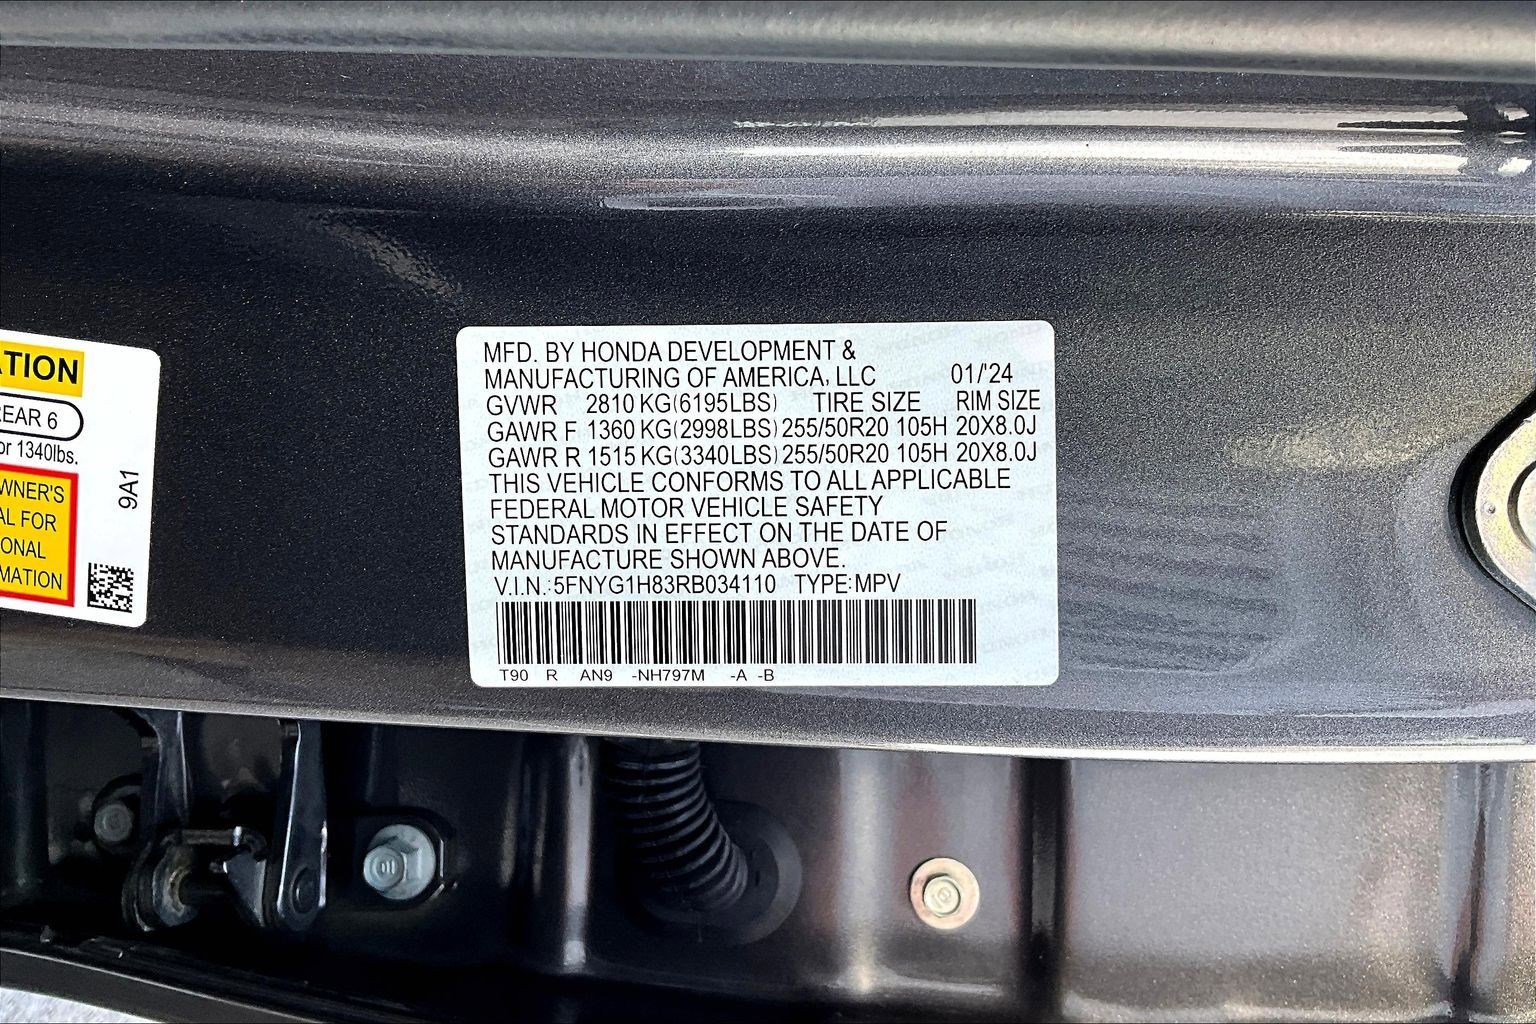 ATION
REAR 6
or 1340lbs.
WNER'S
AL FOR
ONAL
MATION
9A1
MFD. BY HONDA DEVELOPMENT &
MANUFACTURING OF AMERICA, LLC 01/'24
GVWR 2810 KG(6195LBS) TIRE SIZE RIM SIZE
GAWR F 1360 KG(2998LBS) 255/50R20 105H 20X8.0J
GAWR R 1515 KG(3340LBS) 255/50R20 105H 20X8.0J
THIS VEHICLE CONFORMS TO ALL APPLICABLE
FEDERAL MOTOR VEHICLE SAFETY
STANDARDS IN EFFECT ON THE DATE OF
MANUFACTURE SHOWN ABOVE.
V.I.N.:5FNYG1H83RB034110 TYPE:MPV
T90 R AN9 -NH797M -A -B